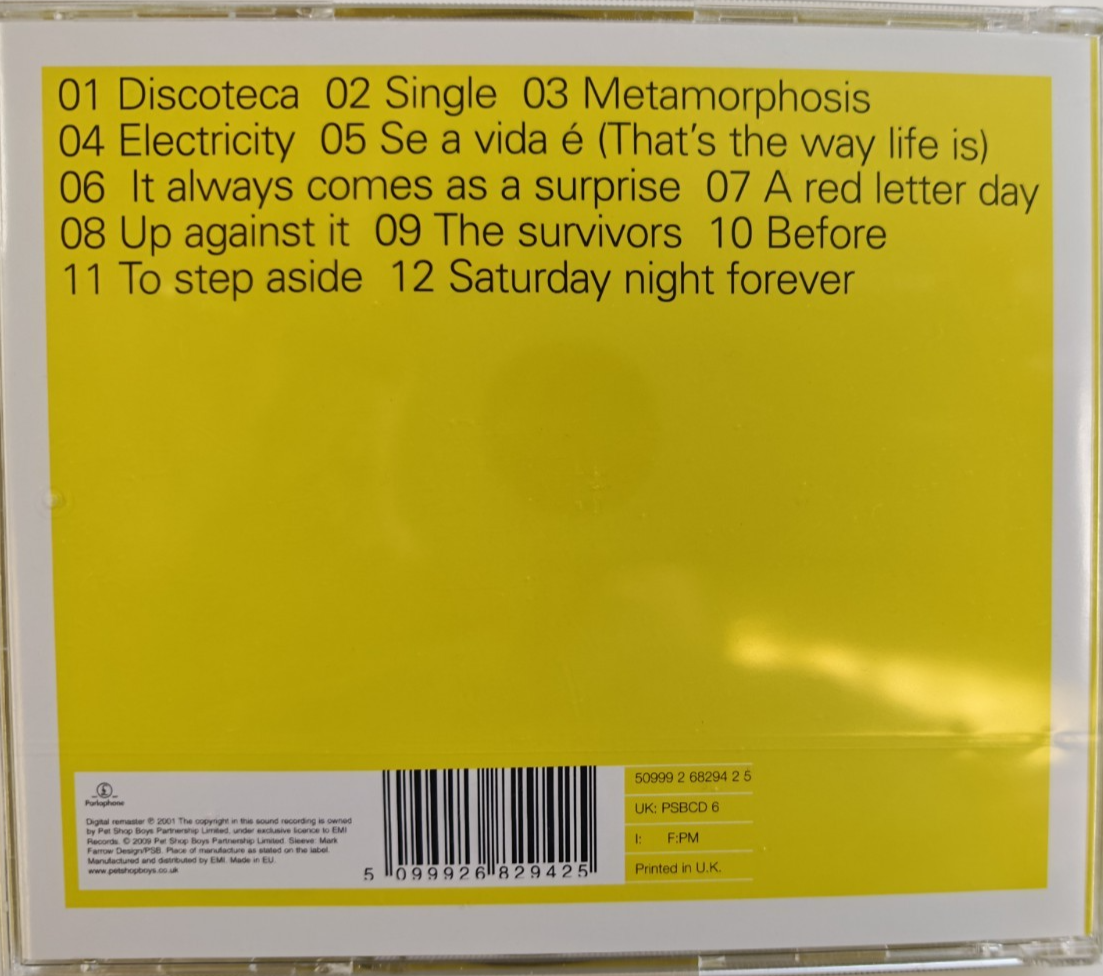 01 Discoteca 02 Single 03 Metamorphosis
04 Electricity 05 Se a vida é (That's the way life is)
06 It always comes as a surprise 07 A red letter day
08 Up against it 09 The survivors 10 Before
11 To step aside 12 Saturday night forever
Parlophone
Digital remaster ℗ 2001 The copyright in this sound recording is owned
by Pet Shop Boys Partnership Limited, under exclusive licence to EMI
Records. © 2009 Pet Shop Boys Partnership Limited. Sleeve: Mark
Farrow Design/PSB. Place of manufacture as stated on the label.
Manufactured and distributed by EMI. Made in EU.
www.petshopboys.co.uk
5 099926 829425
50999 2 68294 2 5
UK: PSBCD 6
I: F:PM
Printed in U.K.